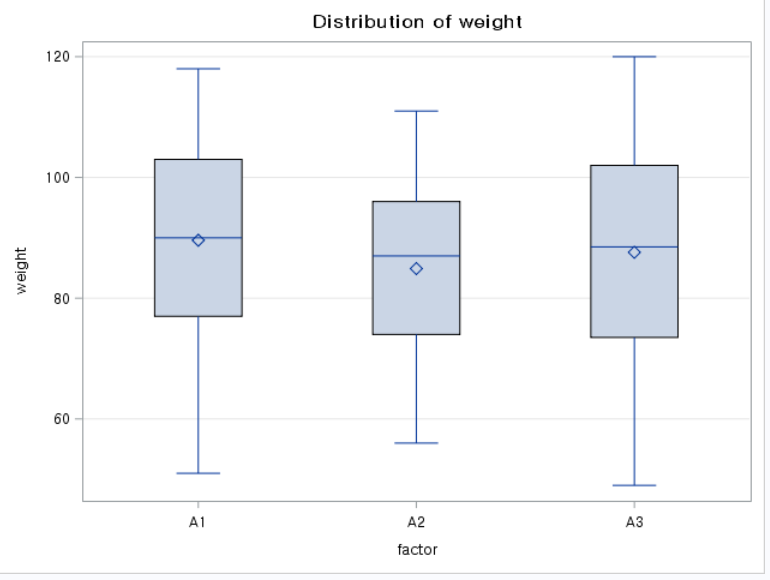 Distribution of weight
120
100
80
60
weight
A1 A2 A3
factor